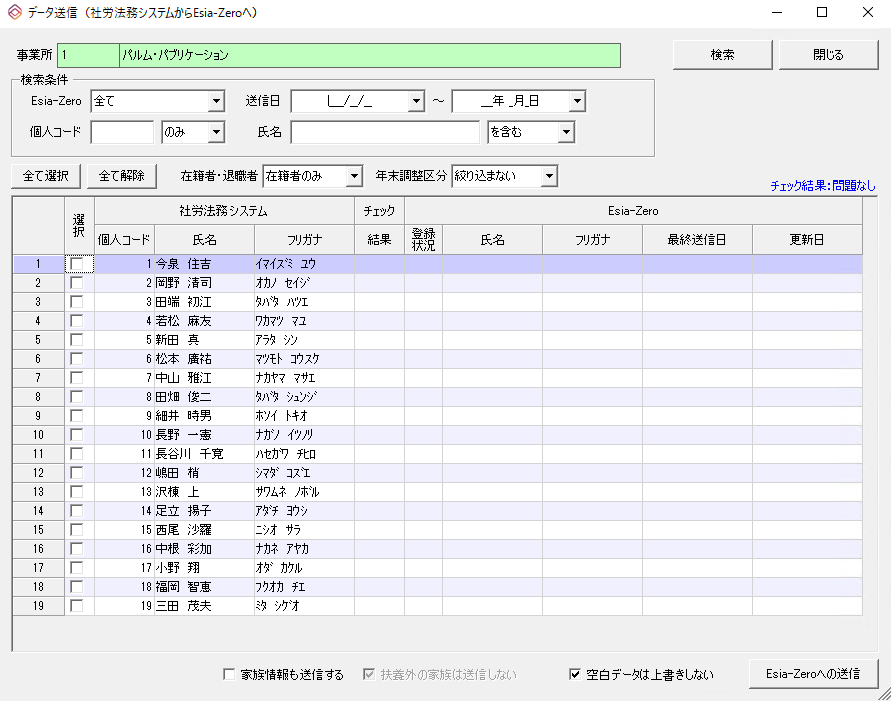 データ送信（社労法務システムからEsia-Zeroへ）
事業所 1 パルム・パブリケーション 検索 閉じる
検索条件
Esia-Zero 全て 送信日 __/_/_ ～ __年_月_日
個人コード のみ 氏名 を含む
全て選択 全て解除 在籍者・退職者 在籍者のみ 年末調整区分 絞り込まない チェック結果：問題なし
選択 社労法務システム チェック Esia-Zero
個人コード 氏名 フリガナ 結果 登録状況 氏名 フリガナ 最終送信日 更新日
1 1 今泉 住吉 ｲﾏｲｽﾞﾐ ﾕｳ
2 2 岡野 清司 ｵｶﾉ ｾｲｼﾞ
3 3 田端 初江 ﾀﾊﾞﾀ ﾊﾂｴ
4 4 若松 麻友 ﾜｶﾏﾂ ﾏﾕ
5 5 新田 真 ｱﾗﾀ ｼﾝ
6 6 松本 廣祐 ﾏﾂﾓﾄ ｺｳｽｹ
7 7 中山 雅江 ﾅｶﾔﾏ ﾏｻｴ
8 8 田畑 俊二 ﾀﾊﾞﾀ ｼｭﾝｼﾞ
9 9 細井 時男 ﾎｿｲ ﾄｷｵ
10 10 長野 一憲 ﾅｶﾞﾉ ｲﾂﾉﾘ
11 11 長谷川 千寛 ﾊｾｶﾞﾜ ﾁﾋﾛ
12 12 嶋田 梢 ｼﾏﾀﾞ ｺｽﾞｴ
13 13 沢棟 上 ｻﾜﾑﾈ ﾉﾎﾞﾙ
14 14 足立 揚子 ｱﾀﾞﾁ ﾖｳｼ
15 15 西尾 沙羅 ﾆｼｵ ｻﾗ
16 16 中根 彩加 ﾅｶﾈ ｱﾔｶ
17 17 小野 翔 ｵﾀﾞ ｶｹﾙ
18 18 福岡 智恵 ﾌｸｵｶ ﾁｴ
19 19 三田 茂夫 ﾐﾀ ｼｹﾞｵ
家族情報も送信する 扶養外の家族は送信しない 空白データは上書きしない Esia-Zeroへの送信